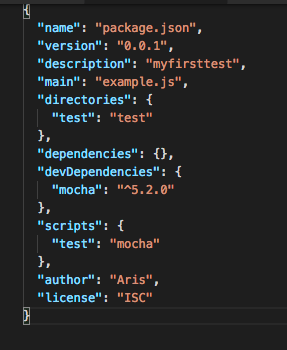 {
"name": "package.json",
"version": "0.0.1",
"description": "myfirsttest",
"main": "example.js",
"directories": {
"test": "test"
},
"dependencies": {},
"devDependencies": {
"mocha": "^5.2.0"
},
"scripts": {
"test": "mocha"
},
"author": "Aris",
"license": "ISC"
}